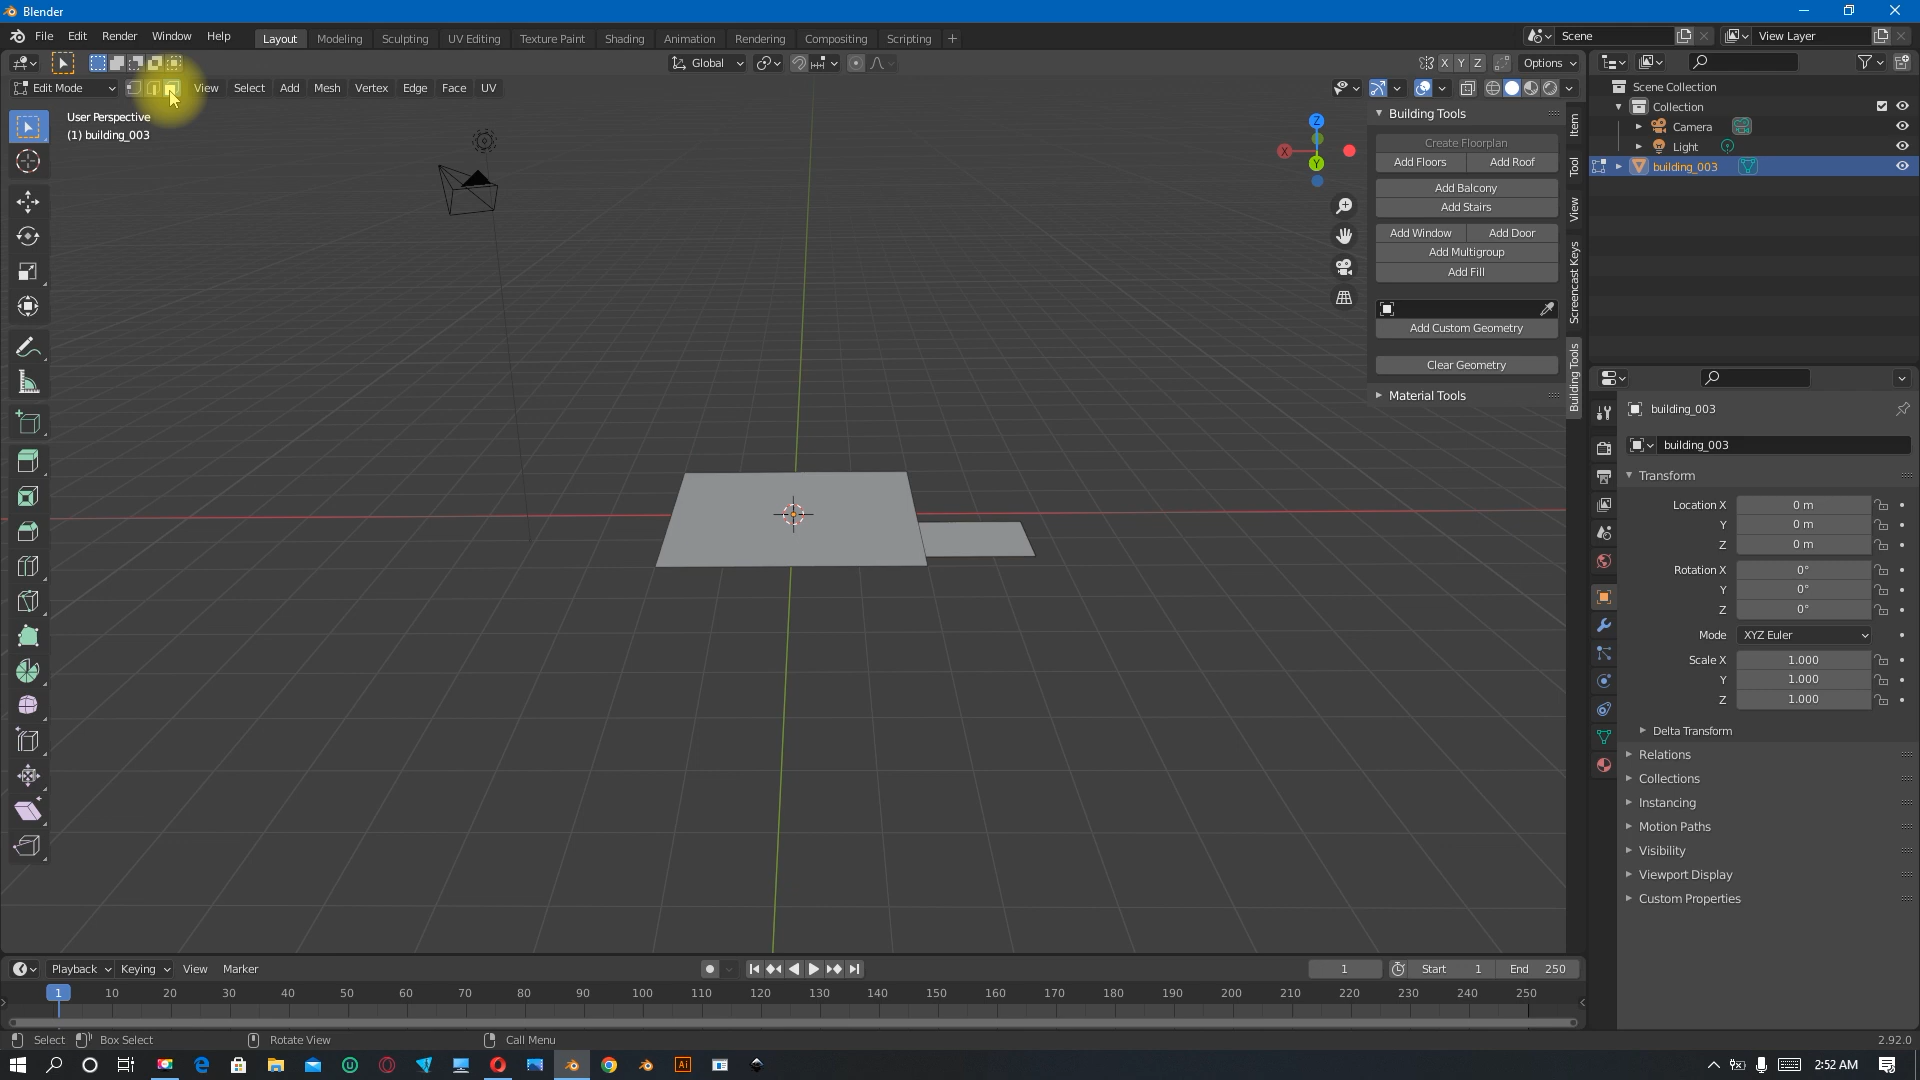 Blender
File Edit Render Window Help
Layout Modeling Sculpting UV Editing Texture Paint Shading Animation Rendering Compositing Scripting +
Scene
View Layer
Global
X Y Z
Options
Edit Mode
View Select Add Mesh Vertex Edge Face UV
User Perspective
(1) building_003
Z
X
Y
Building Tools
Create Floorplan
Add Floors Add Roof
Add Balcony
Add Stairs
Add Window Add Door
Add Multigroup
Add Fill
Add Custom Geometry
Clear Geometry
Material Tools
Item
Tool
View
Screencast Keys
Building Tools
Scene Collection
Collection
Camera
Light
building_003
building_003
building_003
Transform
Location X 0 m
Y 0 m
Z 0 m
Rotation X 0°
Y 0°
Z 0°
Mode XYZ Euler
Scale X 1.000
Y 1.000
Z 1.000
Delta Transform
Relations
Collections
Instancing
Motion Paths
Visibility
Viewport Display
Custom Properties
Playback Keying View Marker
1 Start 1 End 250
1 10 20 30 40 50 60 70 80 90 100 110 120 130 140 150 160 170 180 190 200 210 220 230 240 250
Select Box Select Rotate View Call Menu 2.92.0
Ai
2:52 AM